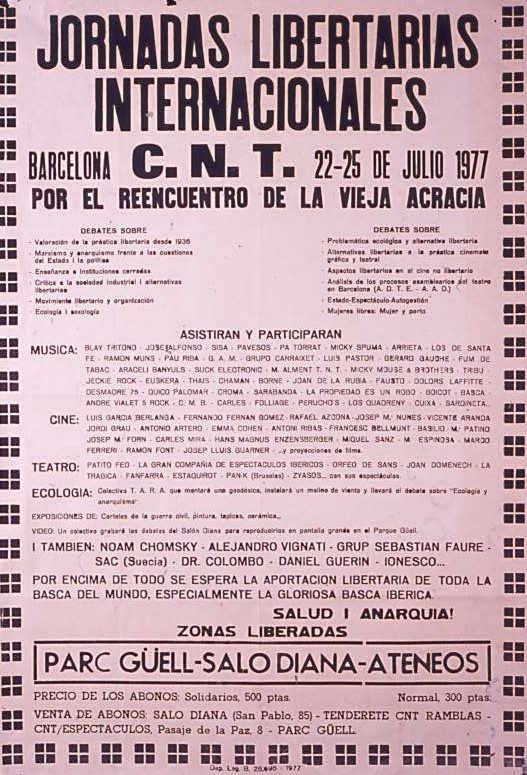 JORNADAS LIBERTARIAS
INTERNACIONALES
BARCELONA C. N. T. 22-25 DE JULIO 1977
POR EL REENCUENTRO DE LA VIEJA ACRACIA
DEBATES SOBRE
- Valoración de la práctica libertaria desde 1936
- Marxismo y anarquismo frente a las cuestiones
del Estado i la política
- Enseñanza e instituciones cerradas
- Crítica a la sociedad industrial i alternativas
libertarias
- Movimiento libertario y organización
- Ecología i sexología
DEBATES SOBRE
- Problemática ecológica y alternativa libertaria
- Alternativas libertarias a la práctica cinemato
gráfica y teatral
- Aspectos libertarios en el cine no libertario
- Análisis de los procesos asamblearios del teatro
en Barcelona (A. D. T. E. - A. A. D.)
- Estado-Espectáculo-Autogestión
- Mujeres libres: Mujer y parto
ASISTIRAN Y PARTICIPARAN
MUSICA: BLAY TRITONO - JOSE ALFONSO - SISA - PAVESOS - PA TORRAT - MICKY SPUMA - ARRIETA - LOS DE SANTA
FE - RAMON MUNS - PAU RIBA - G. A. M. - GRUPO CARRAIXET - LUIS PASTOR - GERARD GAUCHE - FUM DE
TABAC - ARACELI BANYULS - SUCK ELECTRONIC - M. ALMENT T. N. T. - MICKY MOUSE & BROTHERS - TRIBU
JECKIE ROCK - EUSKERA - THAIS - CHAMAN - BORNE - JOAN DE LA RUBIA - FAUSTO - DOLORS LAFFITTE -
DESMADRE 75 - QUICO PALOMAR - CROMA - SARABANDA - LA PROPIEDAD ES UN ROBO - BOICOT - BASCA -
ANDRE VIALET 5 ROCK - C. M. B. - CARLES - FOLLIAGE - PERUCHO'S - LOS QUADRENY - CUIXA - SARDINETA...
CINE: LUIS GARCIA BERLANGA - FERNANDO FERNAN GOMEZ - RAFAEL AZCONA - JOSEP M.ª NUNES - VICENTE ARANDA
JORDI GRAU - ANTONIO ARTERO - EMMA COHEN - ANTONI RIBAS - FRANCESC BELLMUNT - BASILIO M.ª PATINO
JOSEP M.ª FORN - CARLES MIRA - HANS MAGNUS ENZENSBERGER - MIQUEL SANZ - M. ESPINOSA - MARCO
FERRERI - RAMON FONT - JOSEP LLUIS GUARNER - ...y proyecciones de films.
TEATRO: PATITO FEO - LA GRAN COMPAÑIA DE ESPECTACULOS IBERICOS - ORFEO DE SANS - JOAN DOMENECH - LA
TRAGICA - FANFARRA - ESTAQUIROT - PAN-K (Bruselas) - ZYASOS... con sus espectáculos.
ECOLOGIA: Colectivo T. A. R. A. que montará una geodésica, instalará un molino de viento y llevará el debate sobre "Ecología y
anarquismo".
EXPOSICIONES DE: Carteles de la guerra civil, pintura, tapices, cerámica...
VIDEO: Un colectivo grabará los debates del Salón Diana para reproducirlos en pantalla grande en el Parque Güell.
I TAMBIEN: NOAM CHOMSKY - ALEJANDRO VIGNATI - GRUP SEBASTIAN FAURE -
SAC (Suecia) - DR. COLOMBO - DANIEL GUERIN - IONESCO...
POR ENCIMA DE TODO SE ESPERA LA APORTACION LIBERTARIA DE TODA LA
BASCA DEL MUNDO, ESPECIALMENTE LA GLORIOSA BASCA IBERICA.
SALUD I ANARQUIA!
ZONAS LIBERADAS
PARC GÜELL-SALO DIANA-ATENEOS
PRECIO DE LOS ABONOS: Solidarios, 500 ptas. Normal, 300 ptas.
VENTA DE ABONOS: SALO DIANA (San Pablo, 85) - TENDERETE CNT RAMBLAS -
CNT/ESPECTACULOS, Pasaje de la Paz, 8 - PARC GÜELL
Dep. Leg. B. 28.696 - 1977